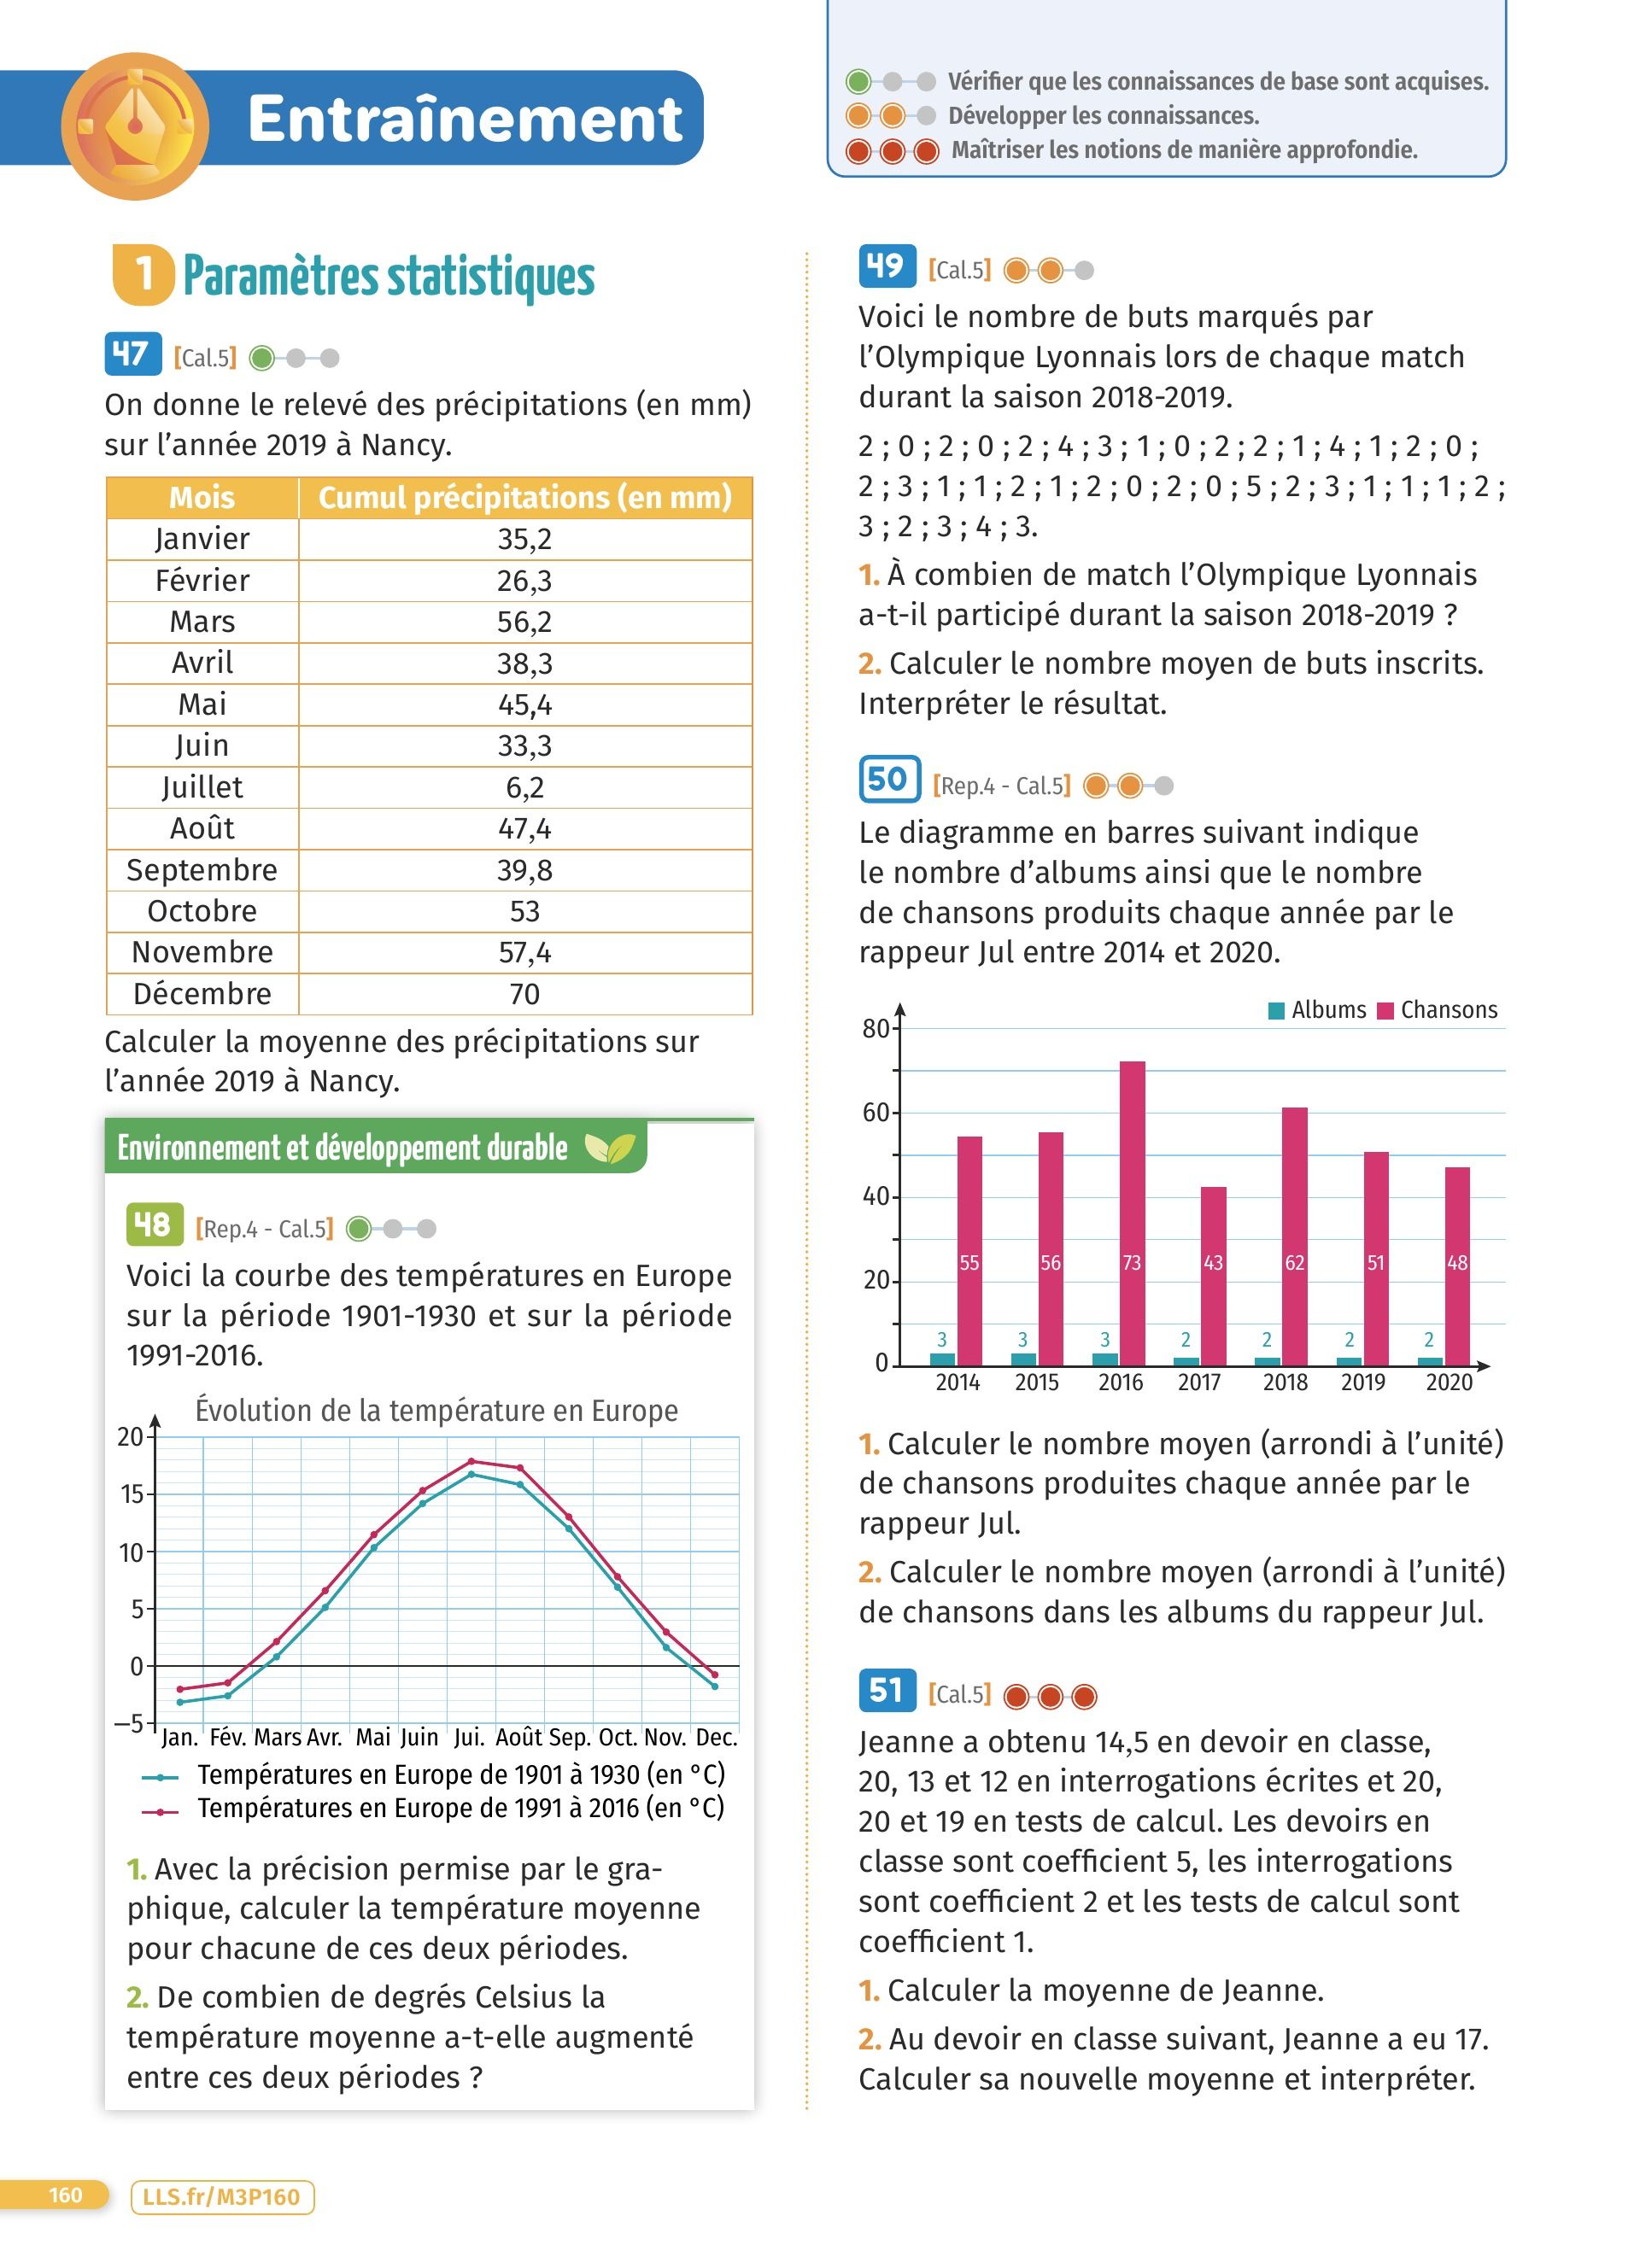 Entraînement
Vérifier que les connaissances de base sont acquises.
Développer les connaissances.
Maîtriser les notions de manière approfondie.
1 Paramètres statistiques
47 [Cal.5]
On donne le relevé des précipitations (en mm)
sur l’année 2019 à Nancy.
Mois Cumul précipitations (en mm)
Janvier 35,2
Février 26,3
Mars 56,2
Avril 38,3
Mai 45,4
Juin 33,3
Juillet 6,2
Août 47,4
Septembre 39,8
Octobre 53
Novembre 57,4
Décembre 70
Calculer la moyenne des précipitations sur
l’année 2019 à Nancy.
Environnement et développement durable
48 [Rep.4 - Cal.5]
Voici la courbe des températures en Europe
sur la période 1901-1930 et sur la période
1991-2016.
Évolution de la température en Europe
20
15
10
5
0
–5
Jan. Fév. Mars Avr. Mai Juin Jui. Août Sep. Oct. Nov. Dec.
Températures en Europe de 1901 à 1930 (en °C)
Températures en Europe de 1991 à 2016 (en °C)
1. Avec la précision permise par le gra-
phique, calculer la température moyenne
pour chacune de ces deux périodes.
2. De combien de degrés Celsius la
température moyenne a-t-elle augmenté
entre ces deux périodes ?
49 [Cal.5]
Voici le nombre de buts marqués par
l’Olympique Lyonnais lors de chaque match
durant la saison 2018-2019.
2 ; 0 ; 2 ; 0 ; 2 ; 4 ; 3 ; 1 ; 0 ; 2 ; 2 ; 1 ; 4 ; 1 ; 2 ; 0 ;
2 ; 3 ; 1 ; 1 ; 2 ; 1 ; 2 ; 0 ; 2 ; 0 ; 5 ; 2 ; 3 ; 1 ; 1 ; 1 ; 2 ;
3 ; 2 ; 3 ; 4 ; 3.
1. À combien de match l’Olympique Lyonnais
a-t-il participé durant la saison 2018-2019 ?
2. Calculer le nombre moyen de buts inscrits.
Interpréter le résultat.
50 [Rep.4 - Cal.5]
Le diagramme en barres suivant indique
le nombre d’albums ainsi que le nombre
de chansons produits chaque année par le
rappeur Jul entre 2014 et 2020.
Albums Chansons
80
60
40
20
0
55 56 73 43 62 51 48
3 3 3 2 2 2 2
2014 2015 2016 2017 2018 2019 2020
1. Calculer le nombre moyen (arrondi à l’unité)
de chansons produites chaque année par le
rappeur Jul.
2. Calculer le nombre moyen (arrondi à l’unité)
de chansons dans les albums du rappeur Jul.
51 [Cal.5]
Jeanne a obtenu 14,5 en devoir en classe,
20, 13 et 12 en interrogations écrites et 20,
20 et 19 en tests de calcul. Les devoirs en
classe sont coefficient 5, les interrogations
sont coefficient 2 et les tests de calcul sont
coefficient 1.
1. Calculer la moyenne de Jeanne.
2. Au devoir en classe suivant, Jeanne a eu 17.
Calculer sa nouvelle moyenne et interpréter.
160 LLS.fr/M3P160